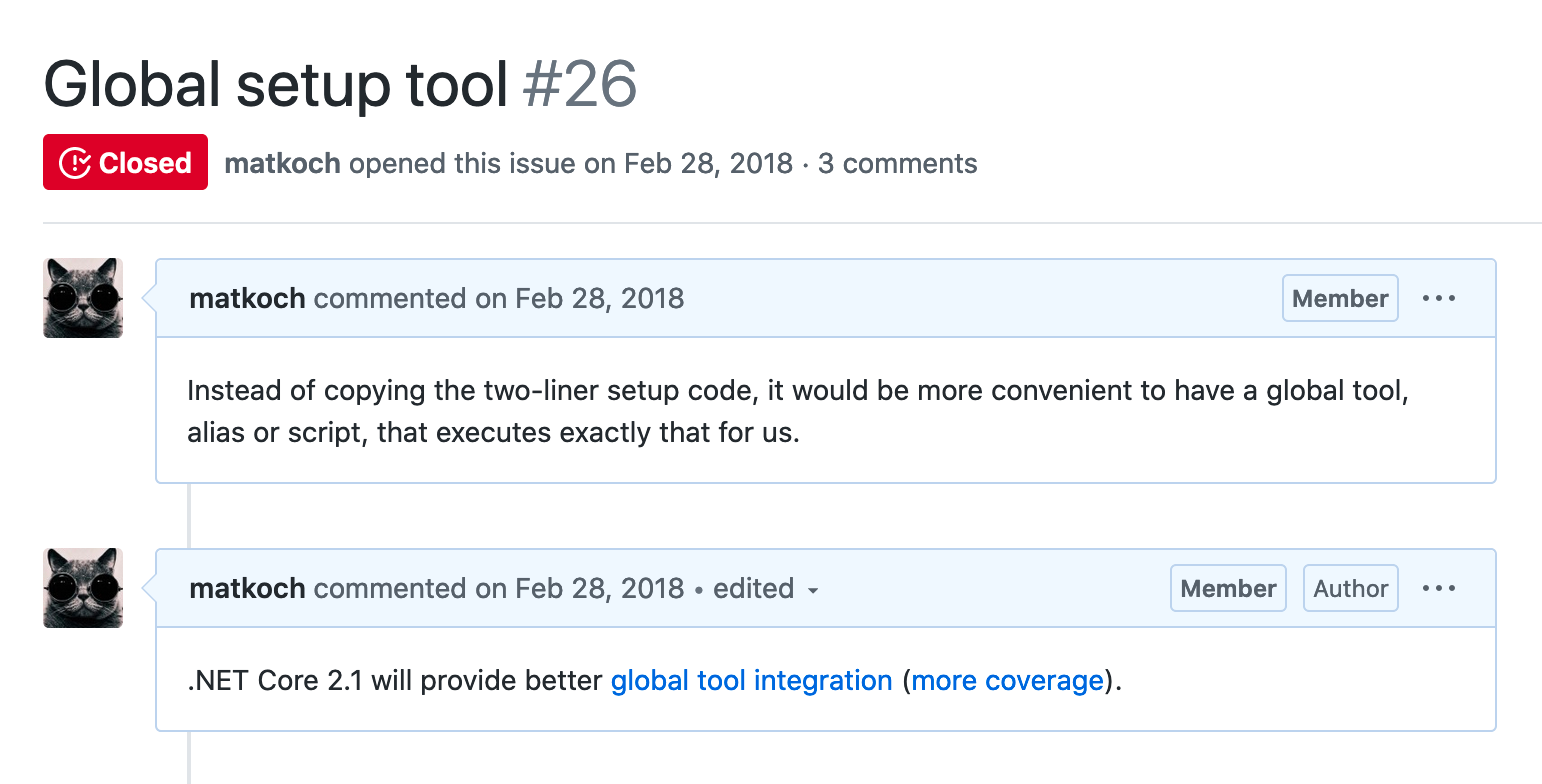 Global setup tool #26
Closed matkoch opened this issue on Feb 28, 2018 · 3 comments
matkoch commented on Feb 28, 2018 Member ···
Instead of copying the two-liner setup code, it would be more convenient to have a global tool,
alias or script, that executes exactly that for us.
matkoch commented on Feb 28, 2018 • edited Member Author ···
.NET Core 2.1 will provide better global tool integration (more coverage).